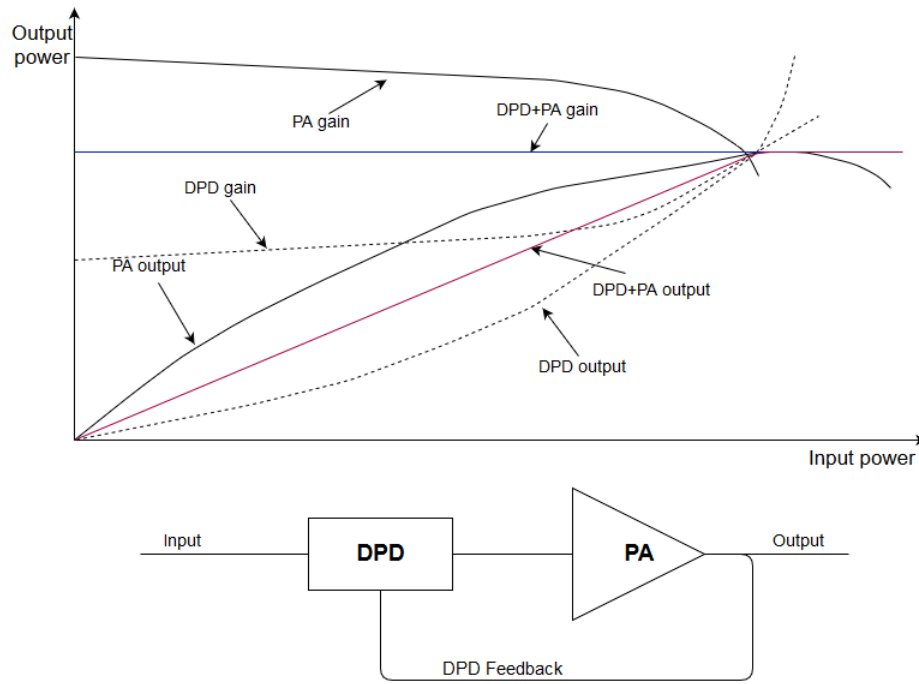 Output
power
PA gain
DPD+PA gain
DPD gain
PA output
DPD+PA output
DPD output
Input power
Input
DPD
PA
Output
DPD Feedback